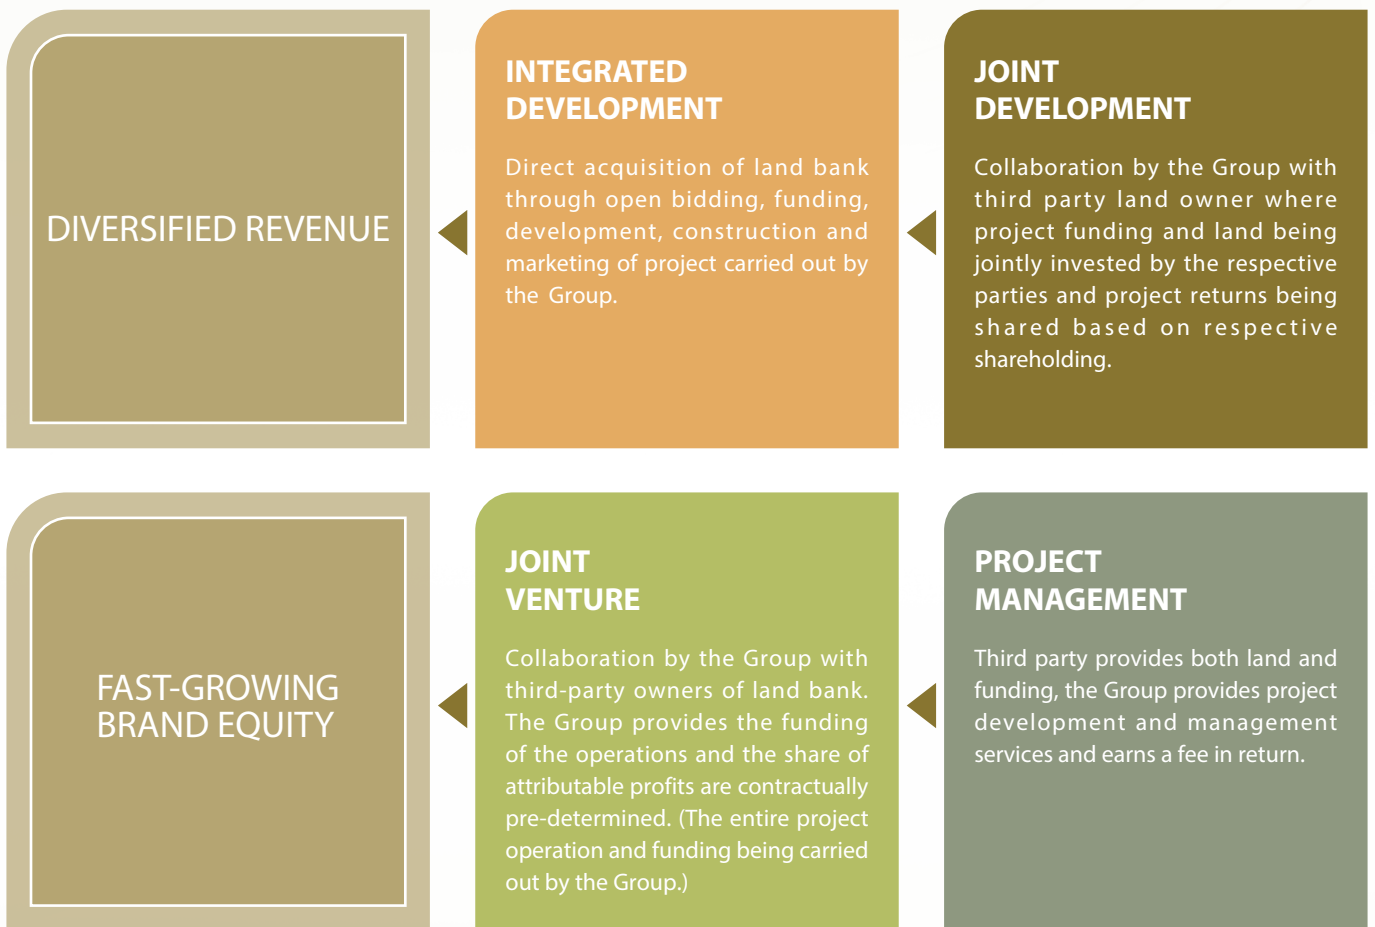 DIVERSIFIED REVENUE
INTEGRATED
DEVELOPMENT
Direct acquisition of land bank
through open bidding, funding,
development, construction and
marketing of project carried out by
the Group.
JOINT
DEVELOPMENT
Collaboration by the Group with
third party land owner where
project funding and land being
jointly invested by the respective
parties and project returns being
shared based on respective
shareholding.
FAST-GROWING
BRAND EQUITY
JOINT
VENTURE
Collaboration by the Group with
third-party owners of land bank.
The Group provides the funding
of the operations and the share of
attributable profits are contractually
pre-determined. (The entire project
operation and funding being carried
out by the Group.)
PROJECT
MANAGEMENT
Third party provides both land and
funding, the Group provides project
development and management
services and earns a fee in return.